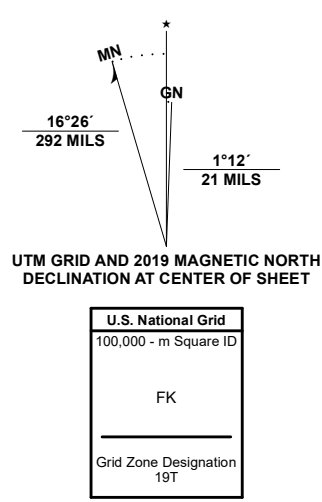 ★
MN
GN
16°26´
292 MILS
1°12´
21 MILS
UTM GRID AND 2019 MAGNETIC NORTH
DECLINATION AT CENTER OF SHEET
U.S. National Grid
100,000 - m Square ID
FK
Grid Zone Designation
19T